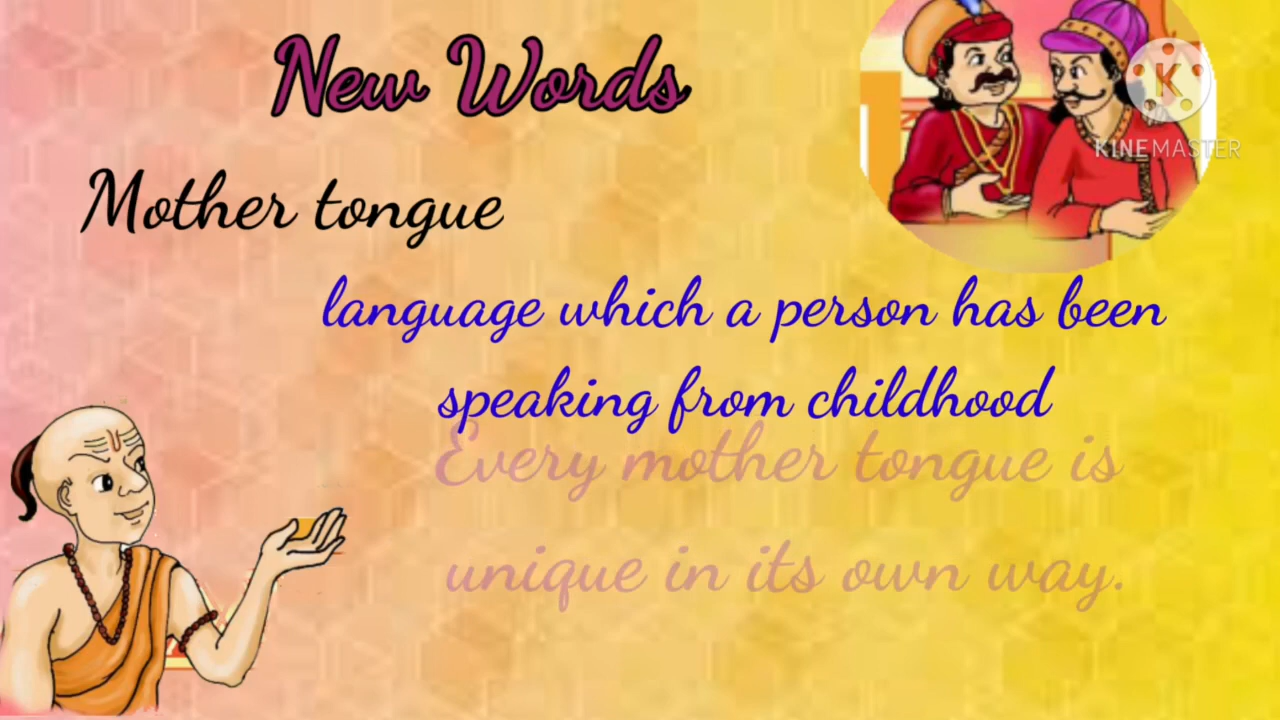 New Words
K
KINEMASTER
Mother tongue
language which a person has been
speaking from childhood
Every mother tongue is
unique in its own way.